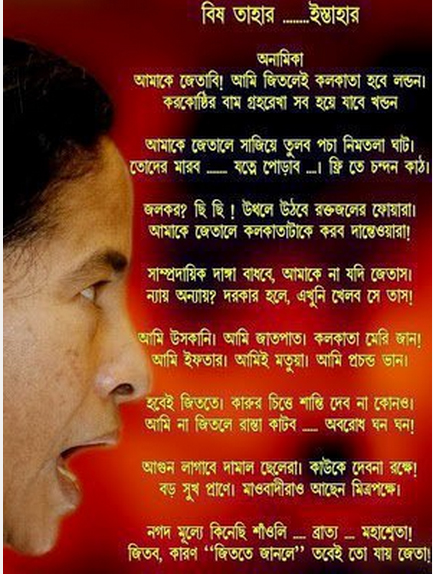 বিষ তাহার ........ইস্তাহার
অনামিকা
আমাকে জেতাবি! আমি জিতলেই কলকাতা হবে লন্ডন।
করকোষ্ঠির বাম গ্রহরেখা সব হয়ে যাবে খন্ডন
আমাকে জেতালে সাজিয়ে তুলব পচা নিমতলা ঘাট।
তোদের মারব ........ যত্নে পোড়াব ....। ফ্রি তে চন্দন কাঠ।
জলকর? ছি ছি ! উথলে উঠবে রক্তজলের ফোয়ারা।
আমাকে জেতালে কলকাতাটাকে করব দান্তেওয়ারা!
সাম্প্রদায়িক দাঙ্গা বাধবে, আমাকে না যদি জেতাস।
ন্যায় অন্যায়? দরকার হলে, এখুনি খেলব সে তাস!
আমি উসকানি। আমি জাতপাত। কলকাতা মেরি জান!
আমি ইফতার। আমিই মতুয়া। আমি প্রচন্ড ভান।
হবেই জিততে। কারুর চিত্তে শান্তি দেব না কোনও।
আমি না জিতলে রাস্তা কাটব ...... অবরোধ ঘন ঘন!
আগুন লাগাবে দামাল ছেলেরা। কাউকে দেবনা রক্ষে!
বড় সুখ প্রাণে। মাওবাদীরাও আছেন মিত্রপক্ষে।
নগদ মূল্যে কিনেছি শাঁওলি .... ব্রাত্য .... মহাশ্বেতা!
জিতব, কারণ “জিততে জানলে” তবেই তো যায় জেতা!